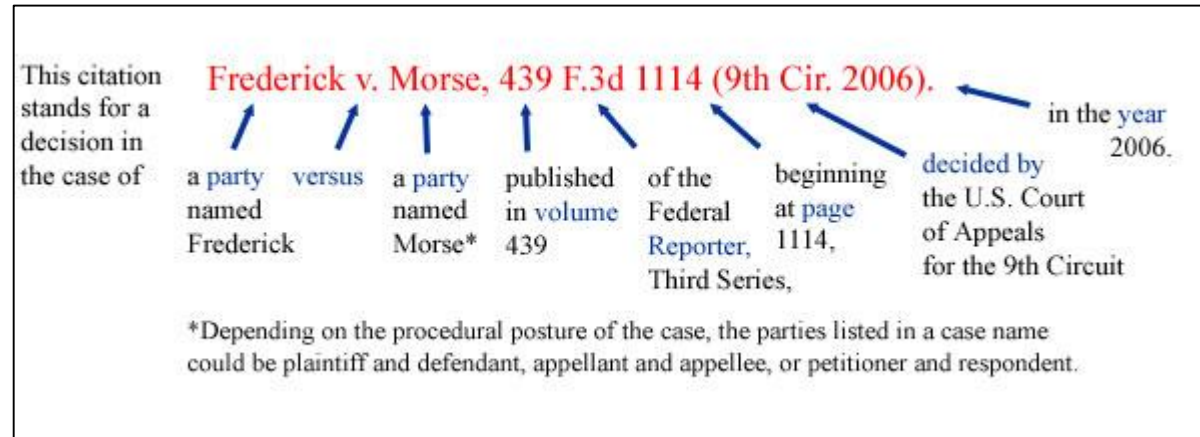 This citation
stands for a
decision in
the case of
Frederick v. Morse, 439 F.3d 1114 (9th Cir. 2006).
a party
named
Frederick
versus
a party
named
Morse*
published
in volume
439
of the
Federal
Reporter,
Third Series,
beginning
at page
1114,
decided by
the U.S. Court
of Appeals
for the 9th Circuit
in the year
2006.
*Depending on the procedural posture of the case, the parties listed in a case name
could be plaintiff and defendant, appellant and appellee, or petitioner and respondent.